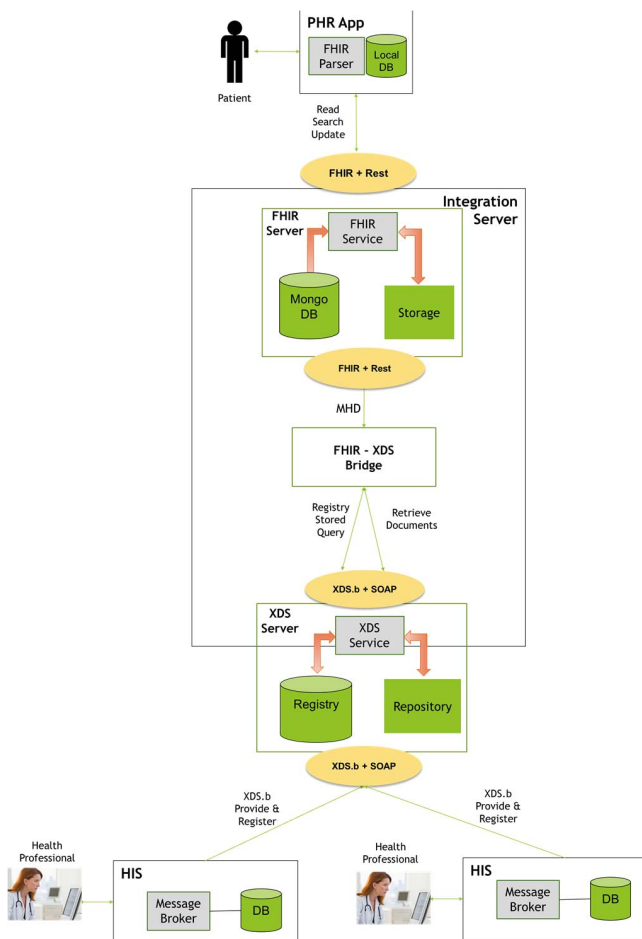 PHR App
FHIR
Parser
Local
DB
Patient
Read
Search
Update
FHIR + Rest
Integration
Server
FHIR
Server
FHIR
Service
Mongo
DB
Storage
FHIR + Rest
MHD
FHIR - XDS
Bridge
Registry
Stored
Query
Retrieve
Documents
XDS.b + SOAP
XDS
Server
XDS
Service
Registry
Repository
XDS.b + SOAP
XDS.b
Provide &
Register
XDS.b
Provide &
Register
Health
Professional
HIS
Message
Broker
DB
Health
Professional
HIS
Message
Broker
DB